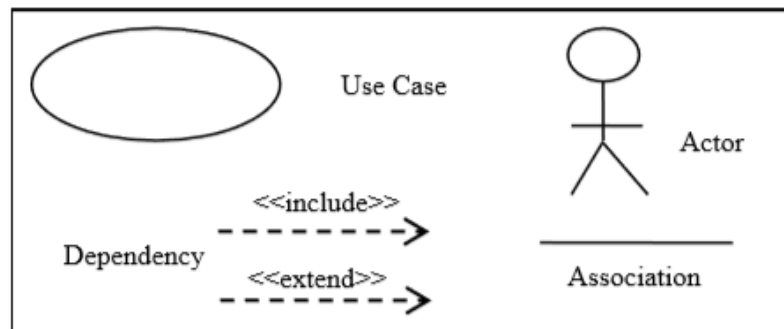 Use Case
Actor
<<include>>
Dependency
<<extend>>
Association